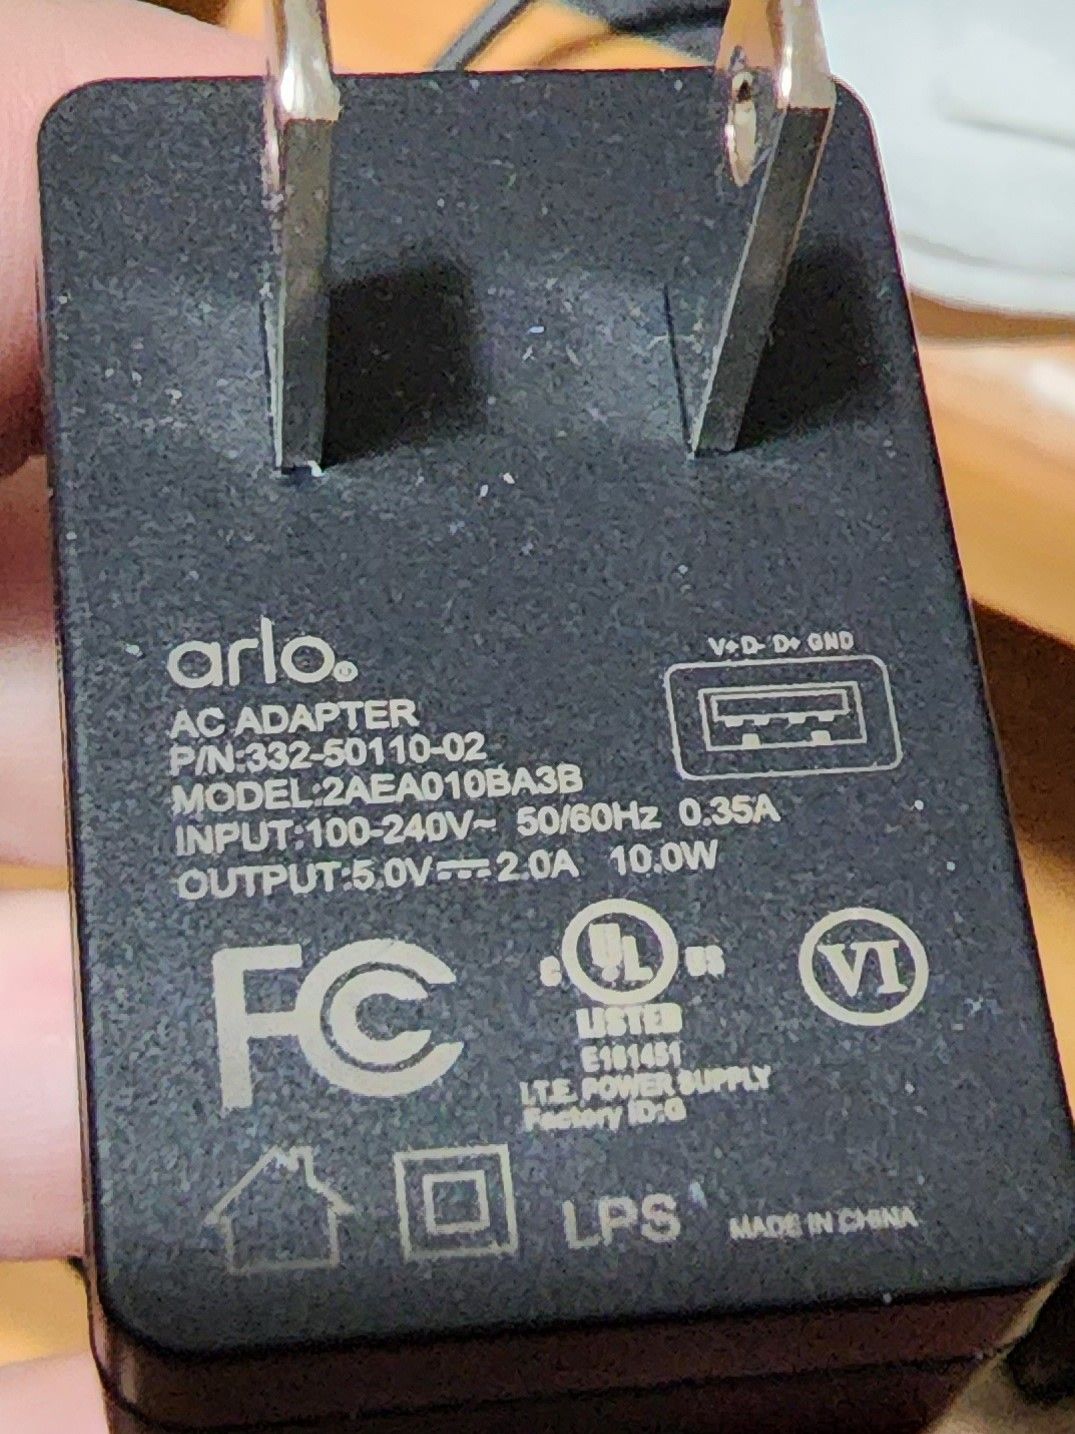 arlo
V+ D- D+ GND
AC ADAPTER
P/N:332-50110-02
MODEL:2AEA010BA3B
INPUT:100-240V~ 50/60Hz 0.35A
OUTPUT:5.0V⎓2.0A 10.0W
FC
c UL US
LISTED
E181451
I.T.E. POWER SUPPLY
Factory ID:G
VI
LPS
MADE IN CHINA